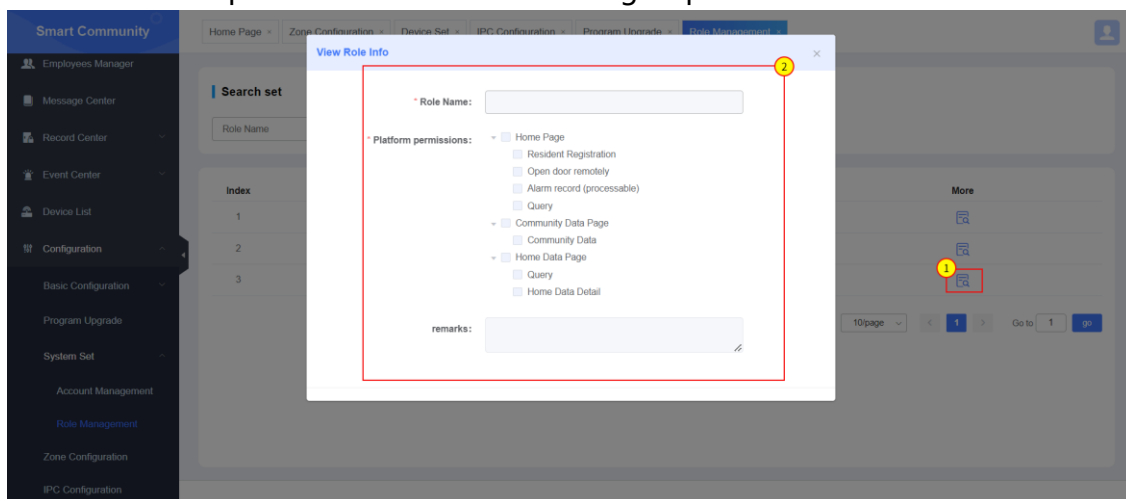 Smart Community
Home Page × Zone Configuration × Device Set × IPC Configuration × Program Upgrade × Role Management ×
View Role Info ×
2
Employees Manager
Message Center
Record Center
Event Center
Device List
Configuration
Basic Configuration
Program Upgrade
System Set
Account Management
Role Management
Zone Configuration
IPC Configuration
Search set
Role Name
* Role Name:
* Platform permissions:
Home Page
Resident Registration
Open door remotely
Alarm record (processable)
Query
Community Data Page
Community Data
Home Data Page
Query
Home Data Detail
remarks:
Index More
1
2
1
3
10/page < 1 > Go to 1 go